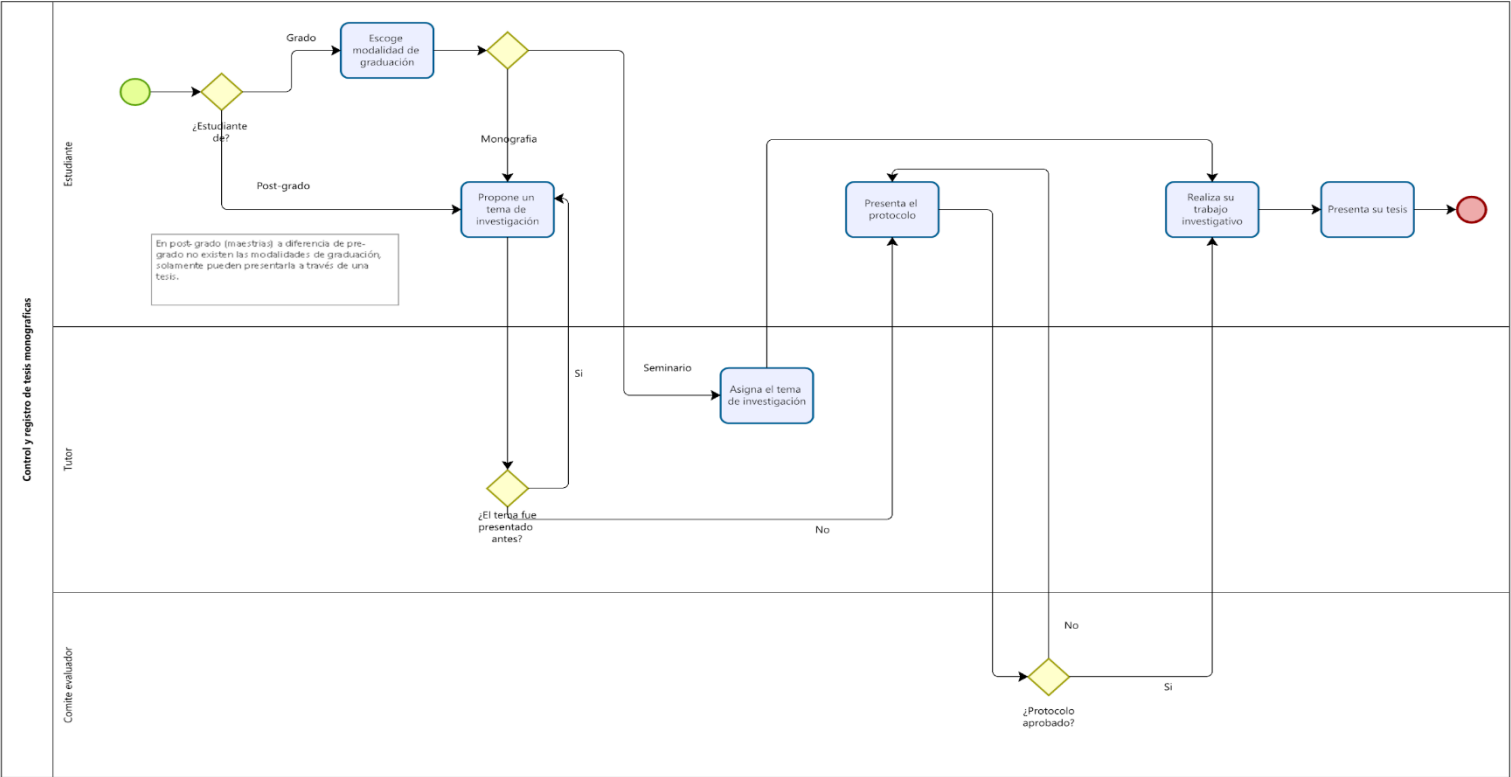 Control y registro de tesis monograficas
Estudiante
Grado
Escoge
modalidad de
graduación
¿Estudiante
de?
Monografia
Post-grado
Propone un
tema de
investigación
Presenta el
protocolo
Realiza su
trabajo
investigativo
Presenta su tesis
En post-grado (maestrias) a diferencia de pre-
grado no existen las modalidades de graduación,
solamente pueden presentarla a través de una
tesis.
Tutor
Si
Seminario
Asigna el tema
de investigación
¿El tema fue
presentado
antes?
No
Comite evaluador
No
Si
¿Protocolo
aprobado?